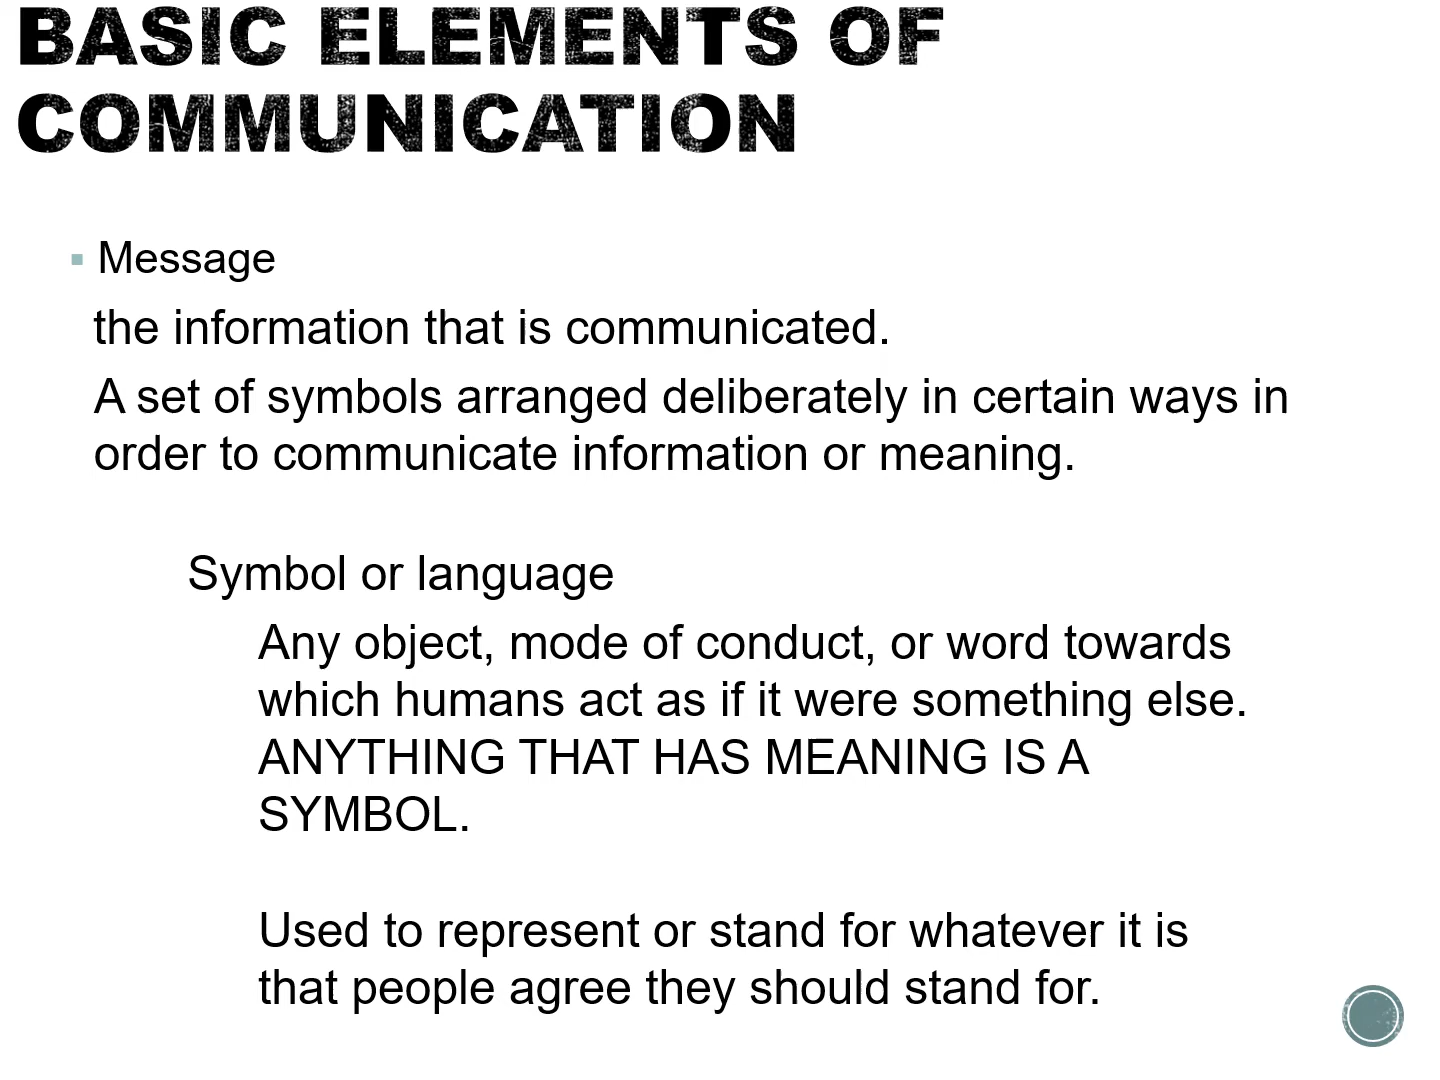 BASIC ELEMENTS OF
COMMUNICATION
Message
the information that is communicated.
A set of symbols arranged deliberately in certain ways in
order to communicate information or meaning.
Symbol or language
Any object, mode of conduct, or word towards
which humans act as if it were something else.
ANYTHING THAT HAS MEANING IS A
SYMBOL.
Used to represent or stand for whatever it is
that people agree they should stand for.